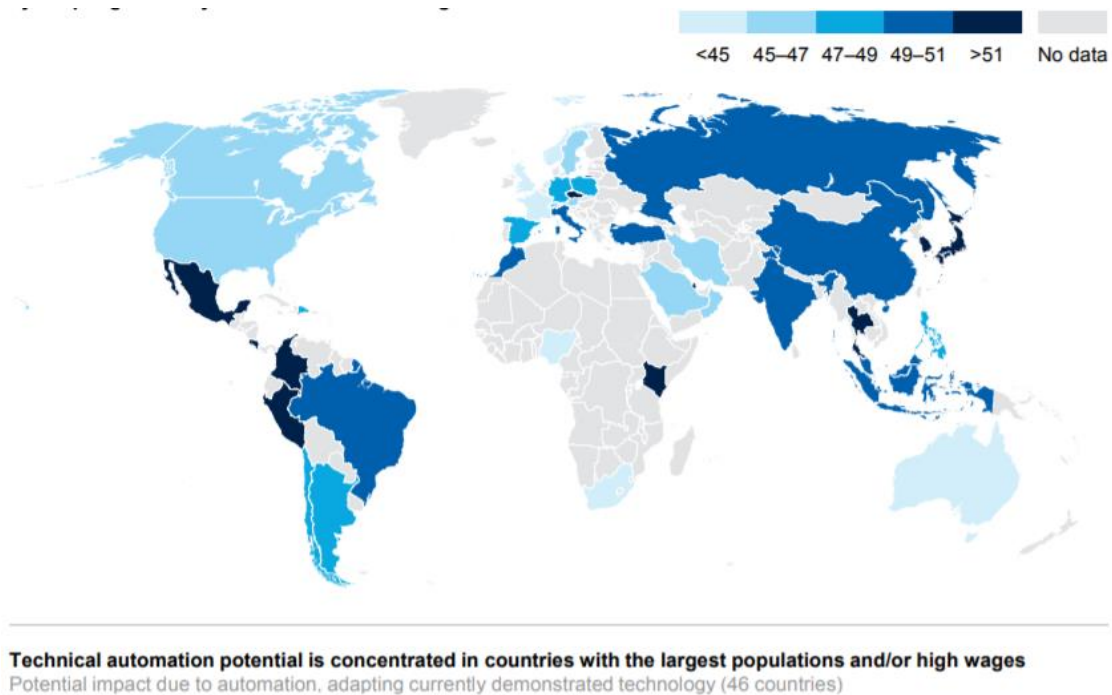 <45 45–47 47–49 49–51 >51 No data
Technical automation potential is concentrated in countries with the largest populations and/or high wages
Potential impact due to automation, adapting currently demonstrated technology (46 countries)